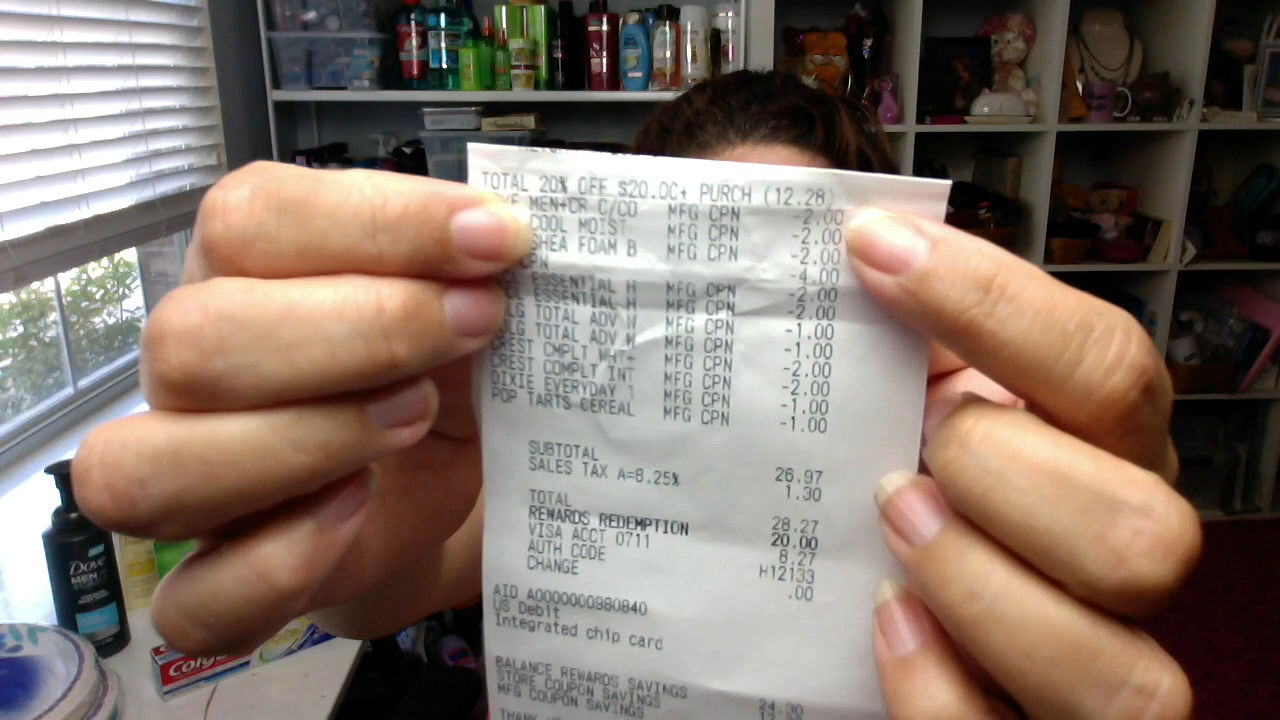 TOTAL 20% OFF $20.00+ PURCH (12.28)
MEN+CR C/CO MFG CPN -2.00
COOL MOIST MFG CPN -2.00
SHEA FOAM B MFG CPN -2.00
CPN -4.00
ESSENTIAL H MFG CPN -2.00
ESSENTIAL H MFG CPN -2.00
TOTAL ADV MFG CPN -1.00
CLG TOTAL ADV MFG CPN -1.00
CREST CMPLT WHT+ MFG CPN -2.00
CREST COMPLT INT MFG CPN -2.00
DIXIE EVERYDAY MFG CPN -1.00
POP TARTS CEREAL MFG CPN -1.00
SUBTOTAL 26.97
SALES TAX A=8.25% 1.30
TOTAL 28.27
REWARDS REDEMPTION 20.00
VISA ACCT 0711 8.27
AUTH CODE H12133
CHANGE .00
AID A0000000980840
US Debit
Integrated chip card
BALANCE REWARDS SAVINGS 24.30
STORE COUPON SAVINGS
MFG COUPON SAVINGS
THANK
Dove
MEN
Colg